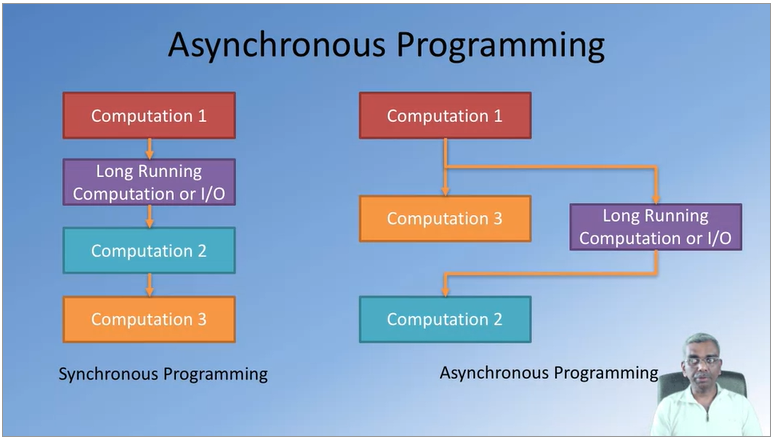 Asynchronous Programming
Computation 1
Long Running
Computation or I/O
Computation 2
Computation 3
Synchronous Programming
Computation 1
Computation 3
Long Running
Computation or I/O
Computation 2
Asynchronous Programming